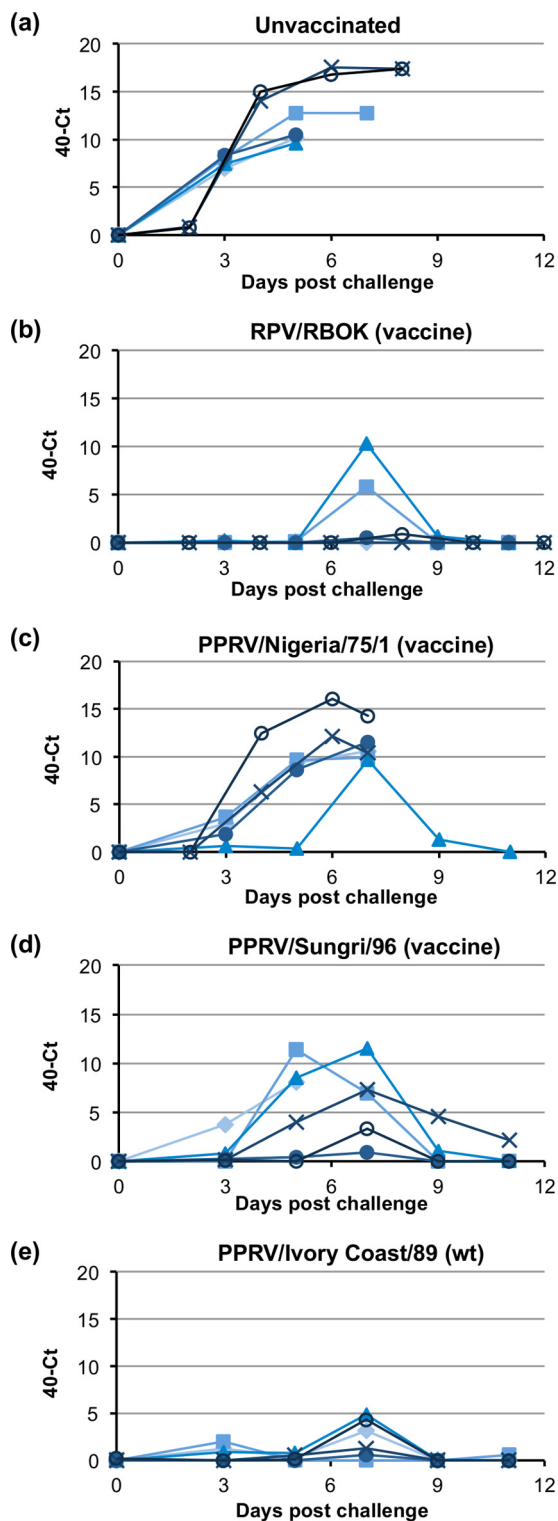 (a)
Unvaccinated
20
15
10
5
0
40-Ct
0 3 6 9 12
Days post challenge
(b)
RPV/RBOK (vaccine)
20
15
10
5
0
40-Ct
0 3 6 9 12
Days post challenge
(c)
PPRV/Nigeria/75/1 (vaccine)
20
15
10
5
0
40-Ct
0 3 6 9 12
Days post challenge
(d)
PPRV/Sungri/96 (vaccine)
20
15
10
5
0
40-Ct
0 3 6 9 12
Days post challenge
(e)
PPRV/Ivory Coast/89 (wt)
20
15
10
5
0
40-Ct
0 3 6 9 12
Days post challenge